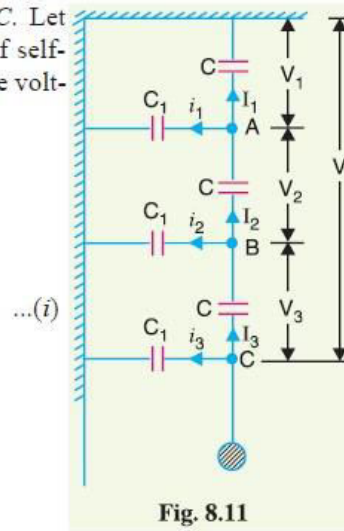 C. Let
f self-
e volt-
...(i)
C
V₁
C₁ i₁ I₁
A
C
V₂
V
C₁ i₂ I₂
B
C
V₃
C₁ i₃ I₃
C
Fig. 8.11